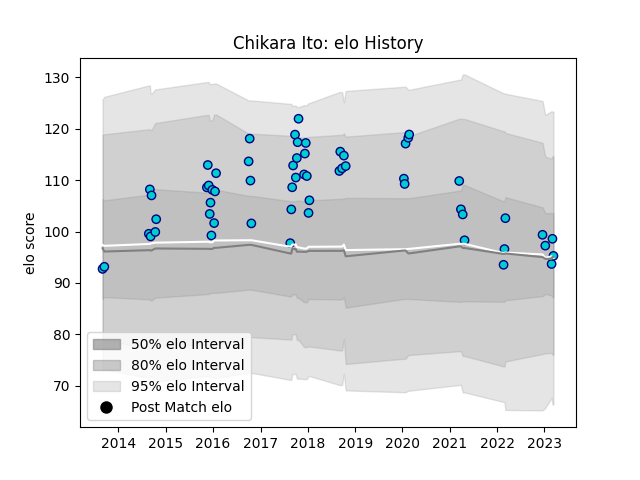 Chikara Ito: elo History
130
120
110
100
90
80
70
elo score
50% elo Interval
80% elo Interval
95% elo Interval
Post Match elo
2014 2015 2016 2017 2018 2019 2020 2021 2022 2023